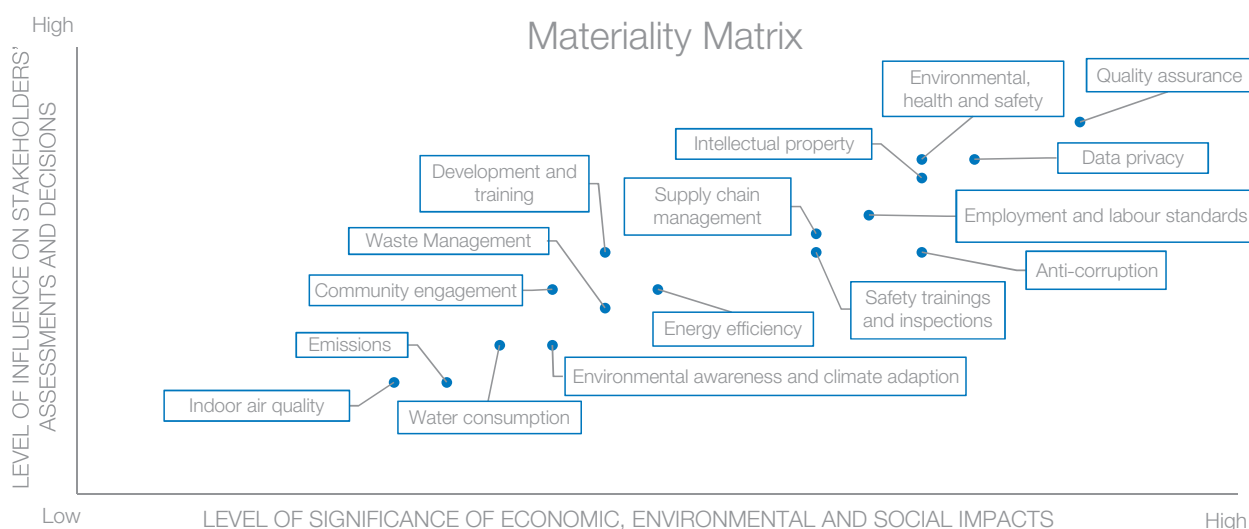 High
Materiality Matrix
LEVEL OF INFLUENCE ON STAKEHOLDERS'
ASSESSMENTS AND DECISIONS
Environmental,
health and safety
Quality assurance
Intellectual property
Data privacy
Development and
training
Supply chain
management
Employment and labour standards
Waste Management
Anti-corruption
Community engagement
Safety trainings
and inspections
Energy efficiency
Emissions
Environmental awareness and climate adaption
Indoor air quality
Water consumption
Low
LEVEL OF SIGNIFICANCE OF ECONOMIC, ENVIRONMENTAL AND SOCIAL IMPACTS
High